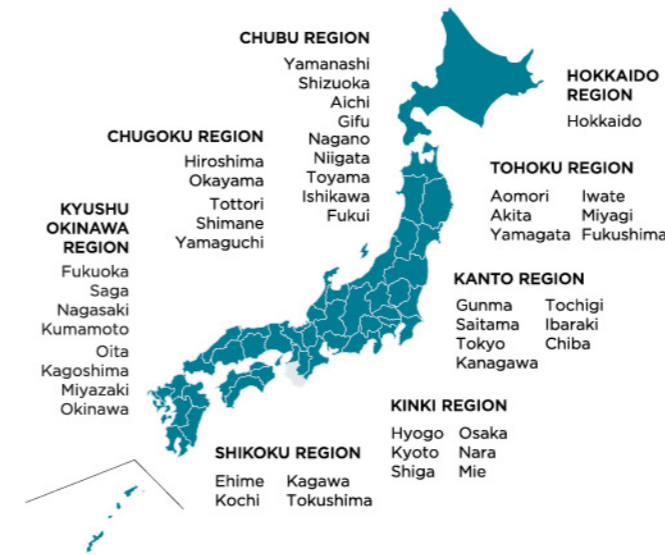 CHUBU REGION
Yamanashi
Shizuoka
Aichi
Gifu
Nagano
Niigata
Toyama
Ishikawa
Fukui
HOKKAIDO
REGION
Hokkaido
CHUGOKU REGION
Hiroshima
Okayama
Tottori
Shimane
Yamaguchi
TOHOKU REGION
Aomori Iwate
Akita Miyagi
Yamagata Fukushima
KYUSHU
OKINAWA
REGION
Fukuoka
Saga
Nagasaki
Kumamoto
Oita
Kagoshima
Miyazaki
Okinawa
KANTO REGION
Gunma Tochigi
Saitama Ibaraki
Tokyo Chiba
Kanagawa
KINKI REGION
Hyogo Osaka
Kyoto Nara
Shiga Mie
SHIKOKU REGION
Ehime Kagawa
Kochi Tokushima